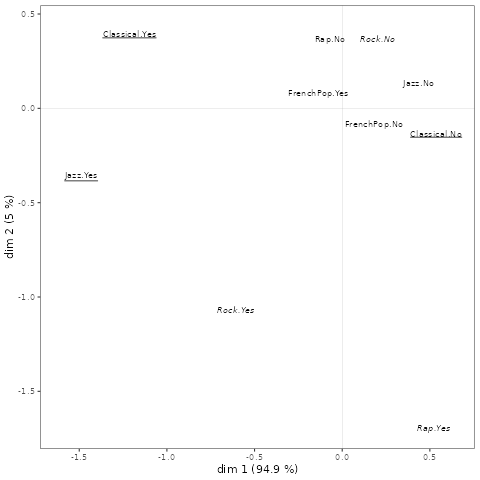 0.5
Classical.Yes
Rap.No
Rock.No
Jazz.No
FrenchPop.Yes
0.0
FrenchPop.No
Classical.No
Jazz.Yes
-0.5
dim 2 (5 %)
-1.0
Rock.Yes
-1.5
Rap.Yes
-1.5
-1.0
-0.5
0.0
0.5
dim 1 (94.9 %)